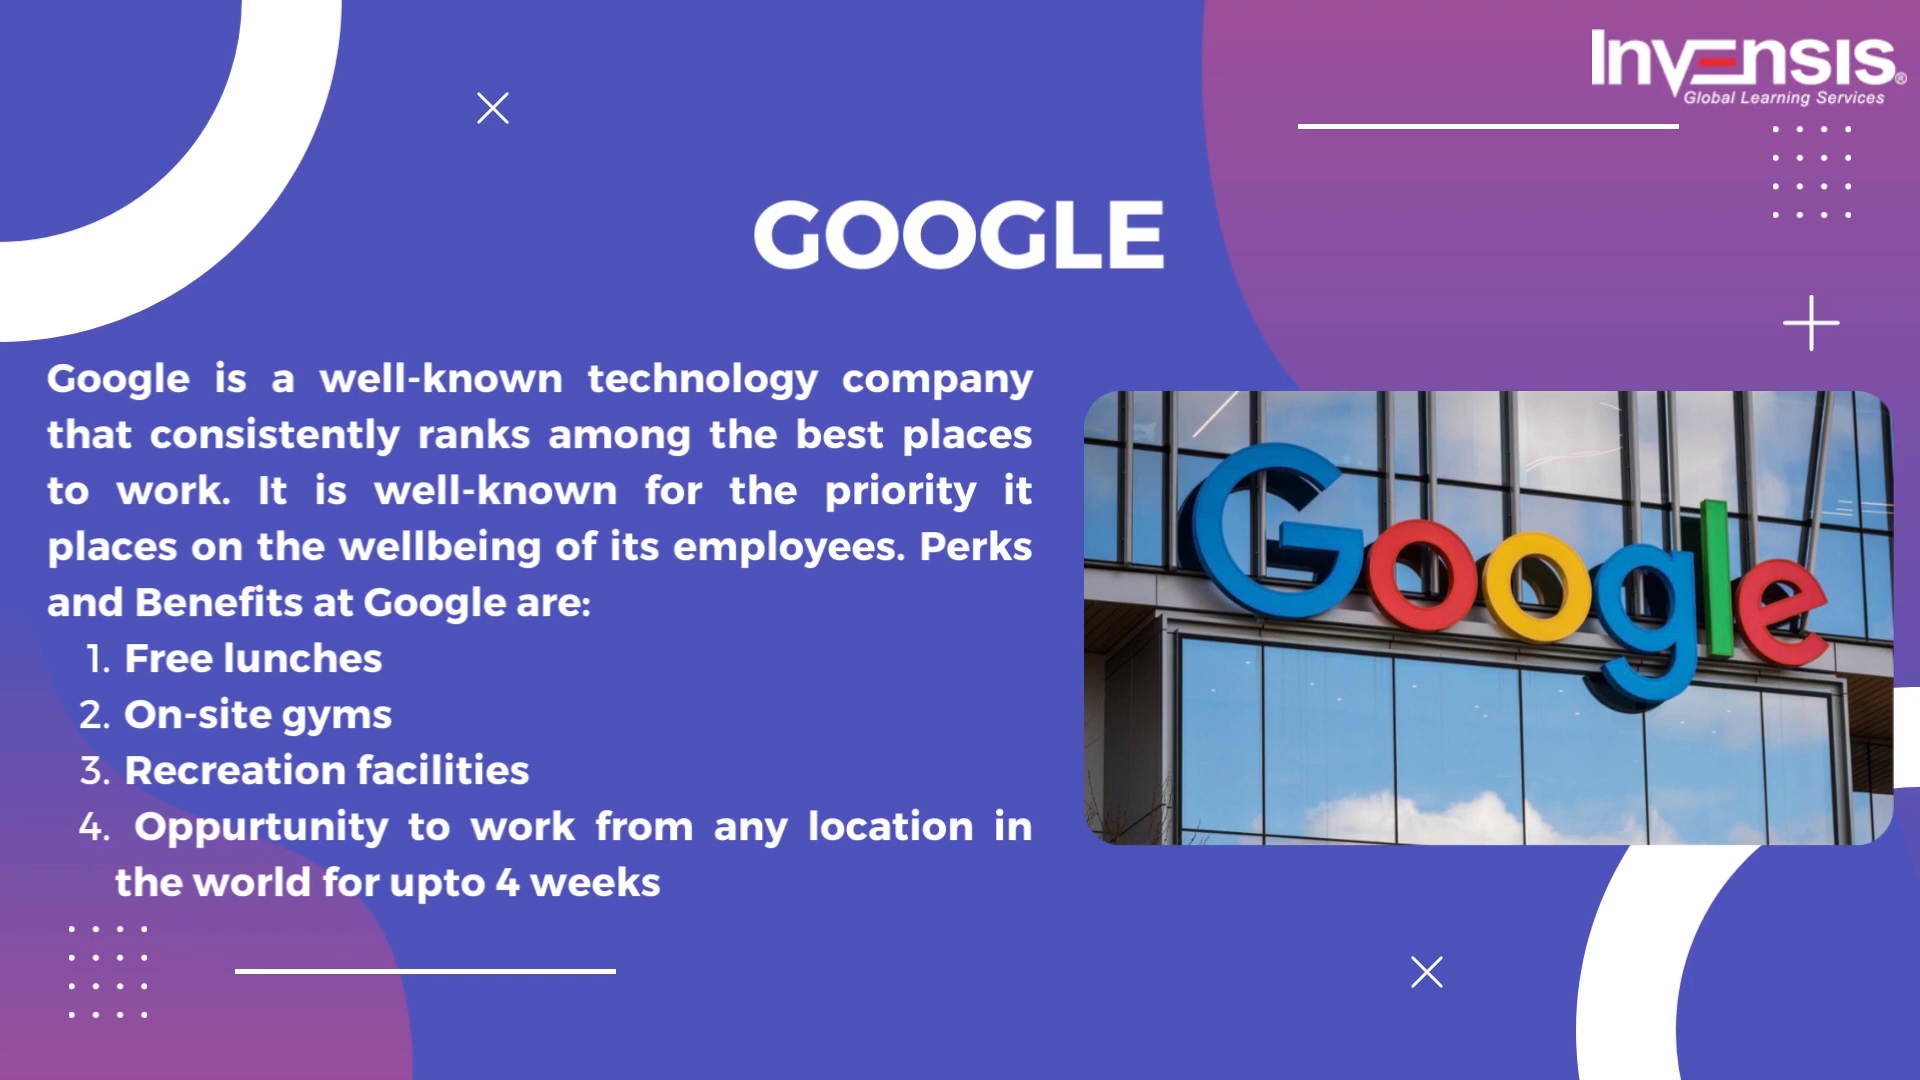 Invensis®
Global Learning Services
GOOGLE
Google is a well-known technology company
that consistently ranks among the best places
to work. It is well-known for the priority it
places on the wellbeing of its employees. Perks
and Benefits at Google are:
1. Free lunches
2. On-site gyms
3. Recreation facilities
4. Oppurtunity to work from any location in
the world for upto 4 weeks
Google